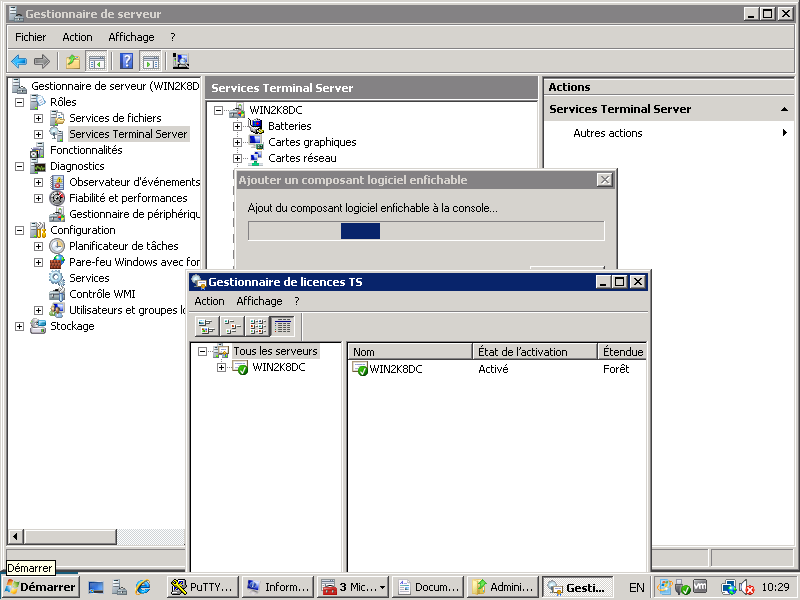 Gestionnaire de serveur
Fichier Action Affichage ?
Gestionnaire de serveur (WIN2K8D
Rôles
Services de fichiers
Services Terminal Server
Fonctionnalités
Diagnostics
Observateur d'événements
Fiabilité et performances
Gestionnaire de périphériqu
Configuration
Planificateur de tâches
Pare-feu Windows avec fon
Services
Contrôle WMI
Utilisateurs et groupes lo
Stockage
Services Terminal Server
WIN2K8DC
Batteries
Cartes graphiques
Cartes réseau
Actions
Services Terminal Server
Autres actions
Ajouter un composant logiciel enfichable
Ajout du composant logiciel enfichable à la console...
Gestionnaire de licences TS
Action Affichage ?
Tous les serveurs
WIN2K8DC
Nom État de l'activation Étendue
WIN2K8DC Activé Forêt
Démarrer
Démarrer PuTTY... Inform... 3 Mic... Docum... Admini... Gesti... EN 10:29